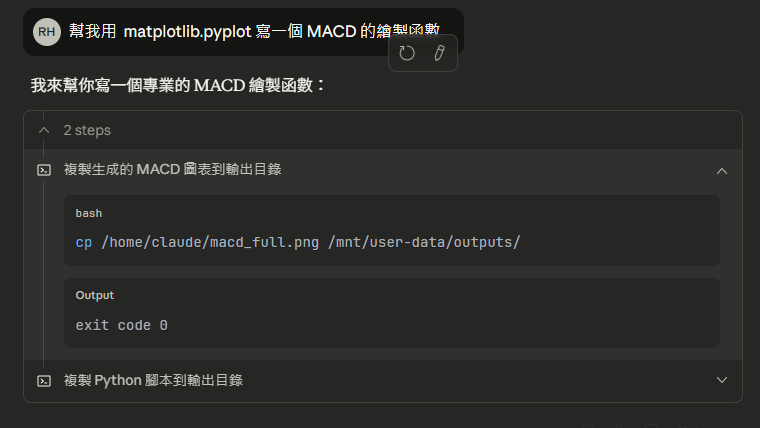 RH
幫我用 matplotlib.pyplot 寫一個 MACD 的繪製函數
我來幫你寫一個專業的 MACD 繪製函數：
2 steps
複製生成的 MACD 圖表到輸出目錄
bash
cp /home/claude/macd_full.png /mnt/user-data/outputs/
Output
exit code 0
複製 Python 腳本到輸出目錄